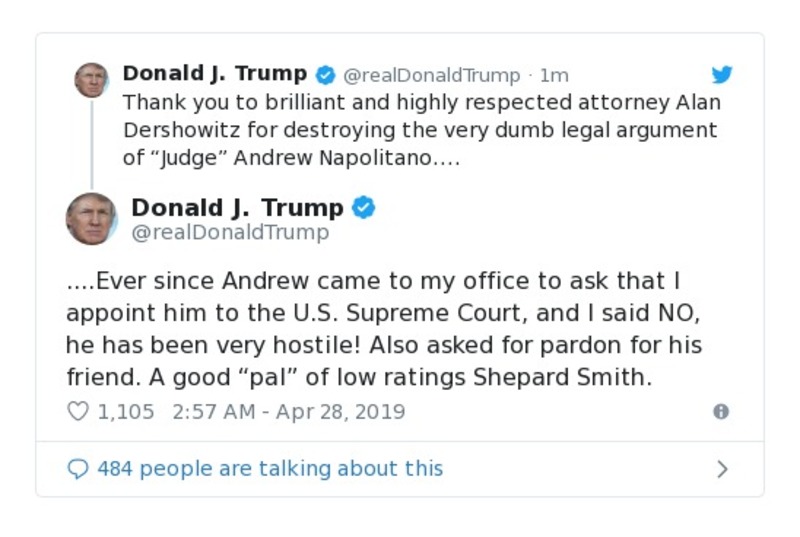 Donald J. Trump @realDonaldTrump · 1m
Thank you to brilliant and highly respected attorney Alan
Dershowitz for destroying the very dumb legal argument
of “Judge” Andrew Napolitano….
Donald J. Trump
@realDonaldTrump
....Ever since Andrew came to my office to ask that I
appoint him to the U.S. Supreme Court, and I said NO,
he has been very hostile! Also asked for pardon for his
friend. A good “pal” of low ratings Shepard Smith.
1,105 2:57 AM - Apr 28, 2019
484 people are talking about this